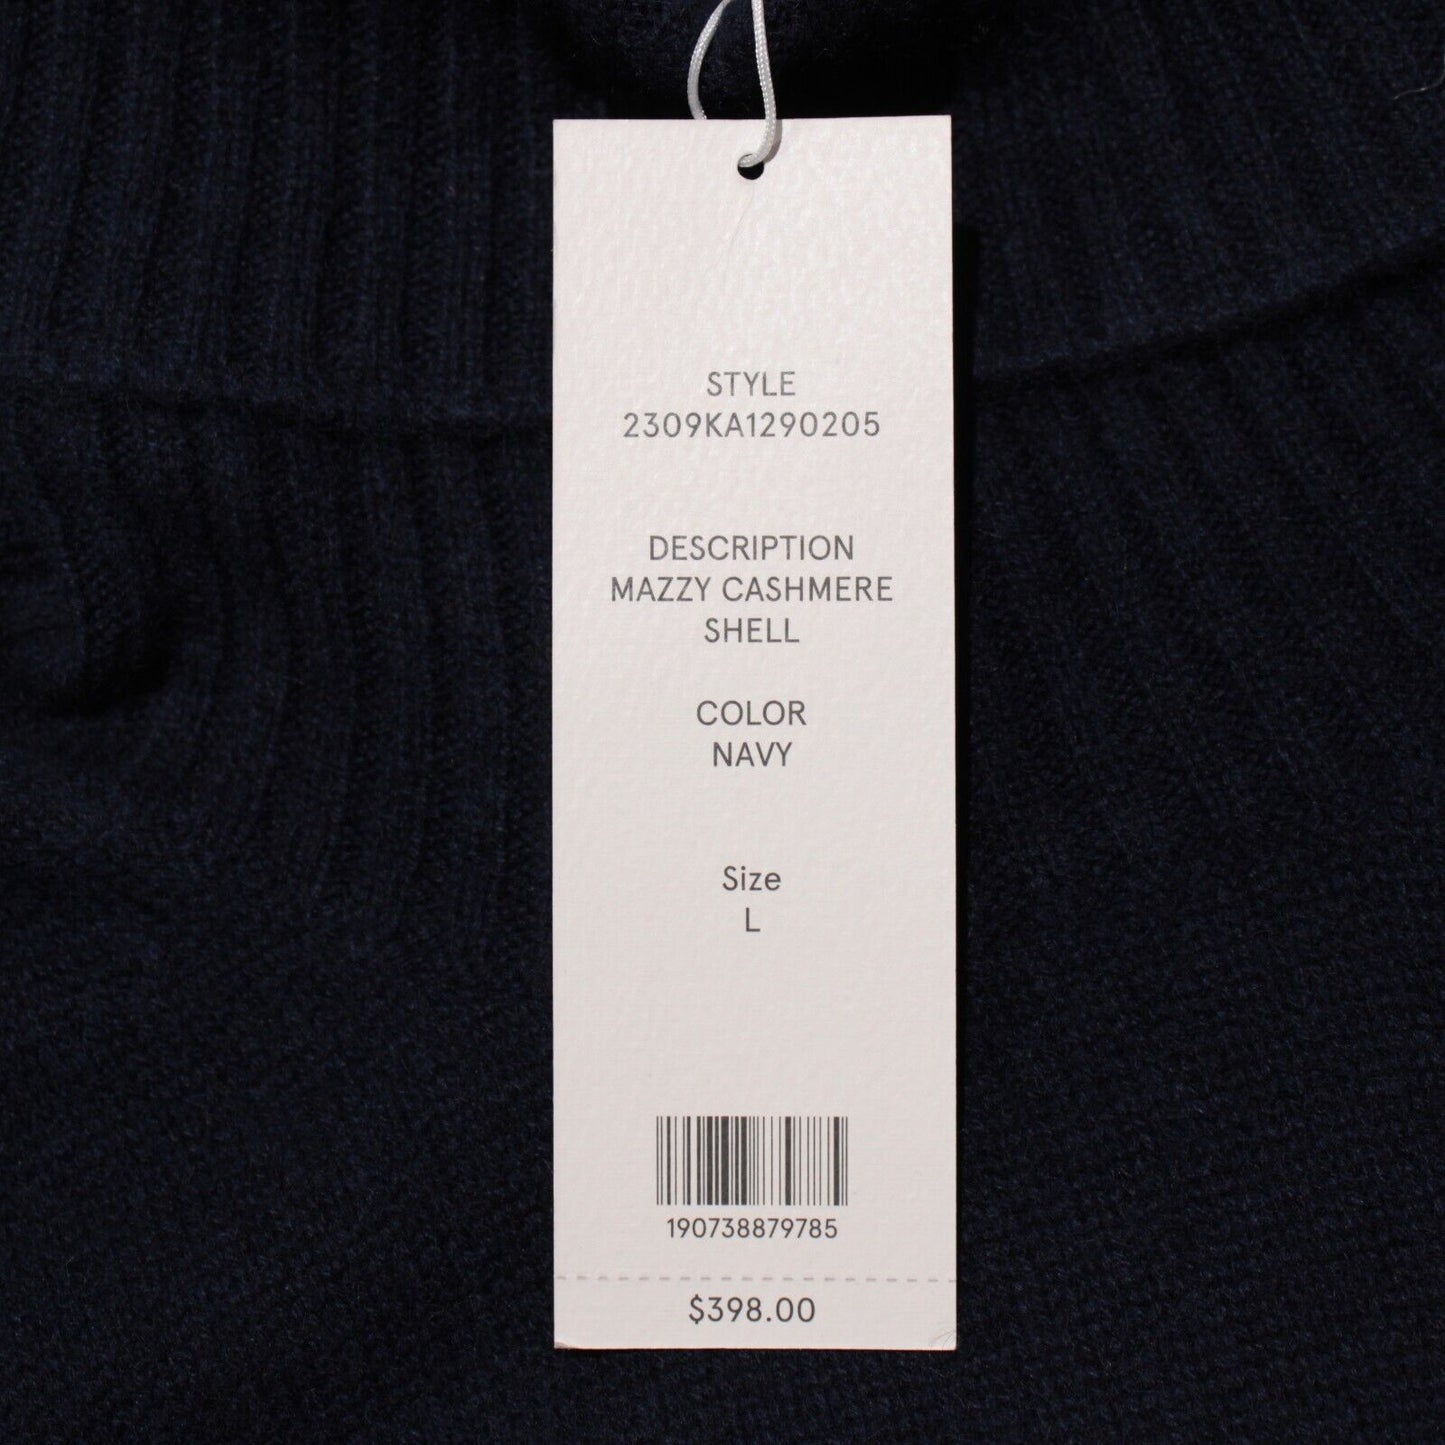 STYLE
2309KA1290205
DESCRIPTION
MAZZY CASHMERE
SHELL
COLOR
NAVY
Size
L
190738879785
$398.00